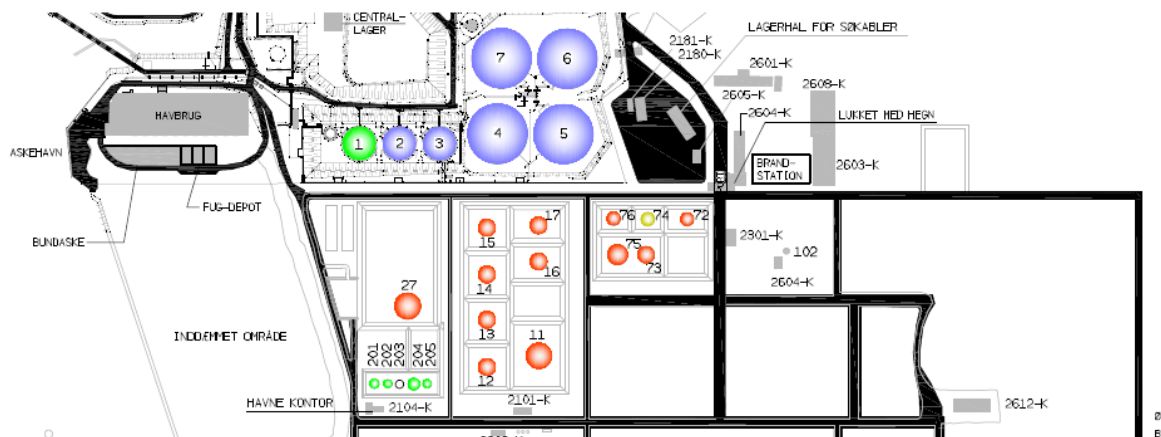 CENTRAL-
LAGER
7
6
2181-K
2180-K
LAGERHAL FOR SØKABLER
2601-K
2605-K
2608-K
2604-K
HAVBRUG
4
5
LUKKET MED HEGN
1
2
3
ASKEHAVN
BRAND-
STATION
2603-K
FUG-DEPOT
BUNDASKE
17
15
76
74
72
75
73
2301-K
102
16
14
2604-K
27
INDDÆMMET OMRÅDE
13
11
201
202
203
204
205
12
HAVNE KONTOR
2104-K
2101-K
2612-K
Ø
B